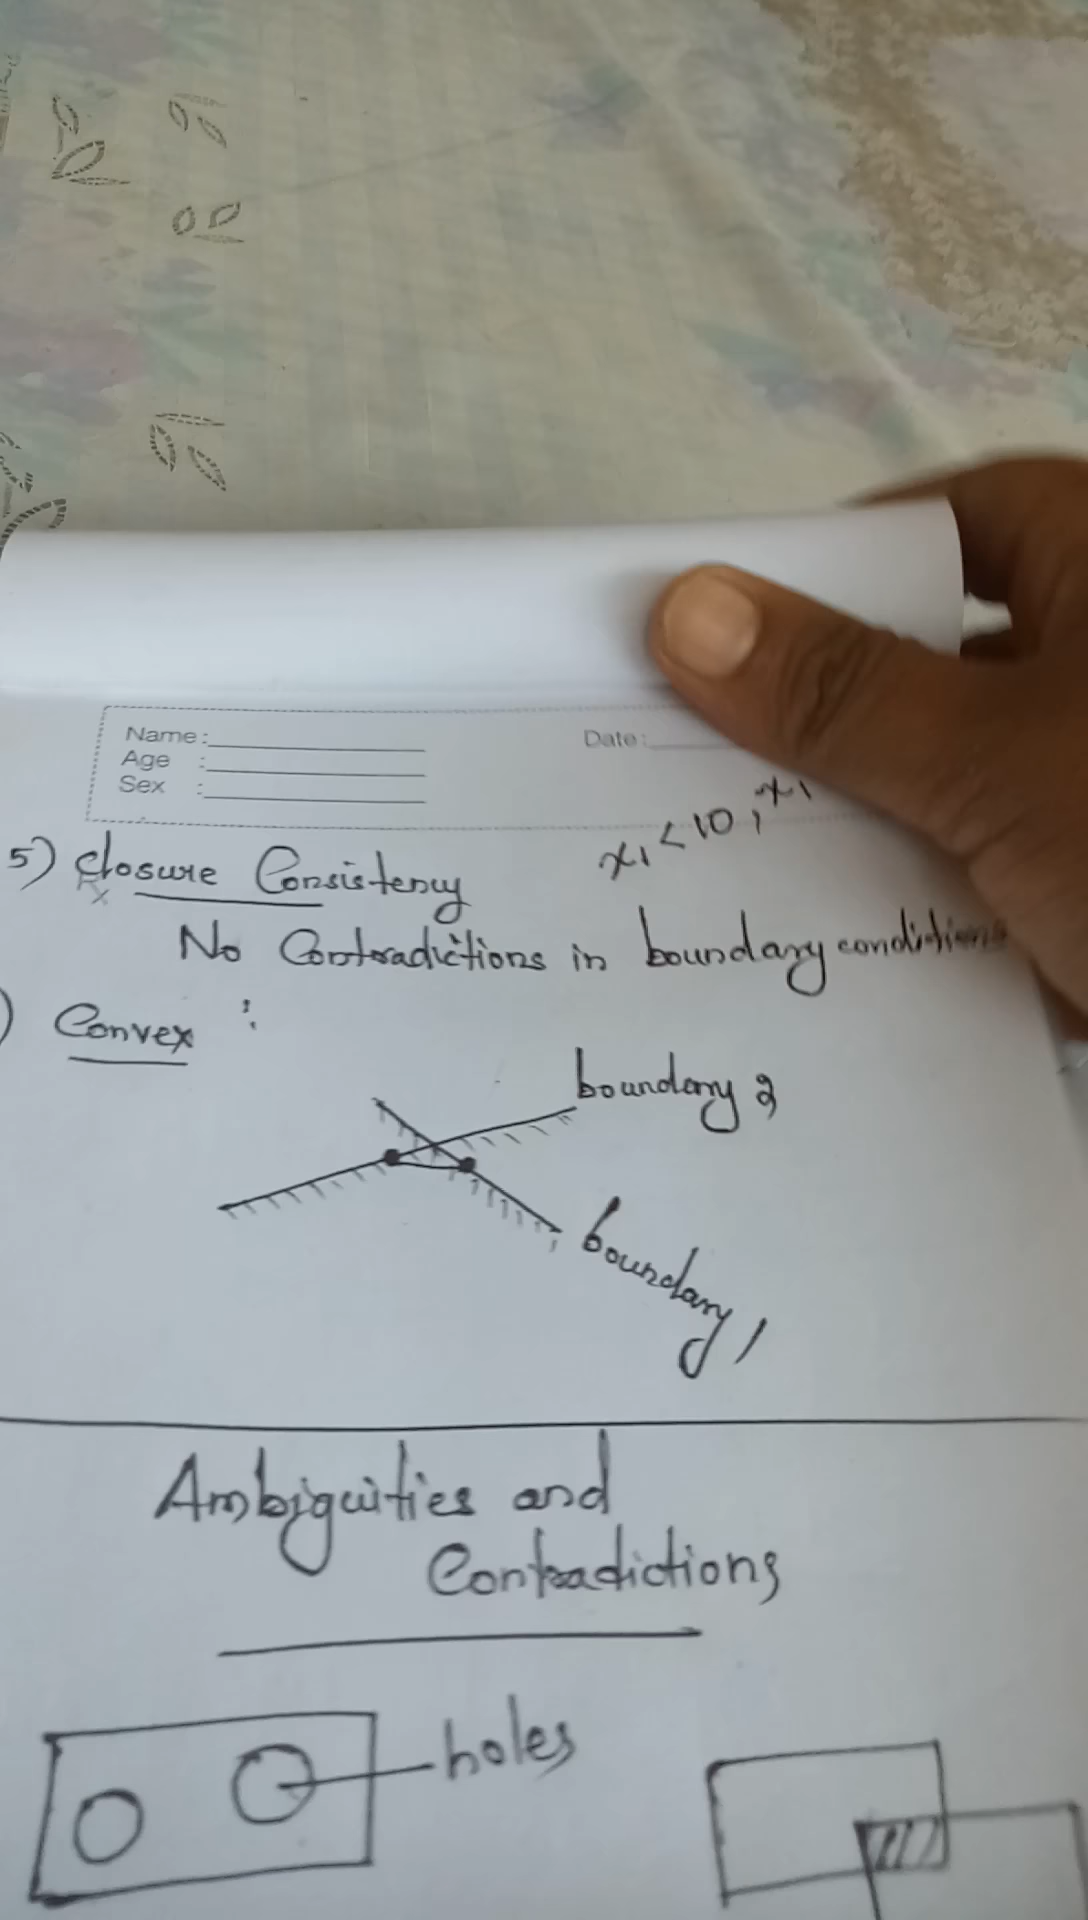 Name:
Date:
Age :
Sex :
x1 < 10, x1
5) Closure Consistency
No Contradictions in boundary conditions
) Convex :
boundary 2
boundary 1
Ambiguities and
Contradictions
holes